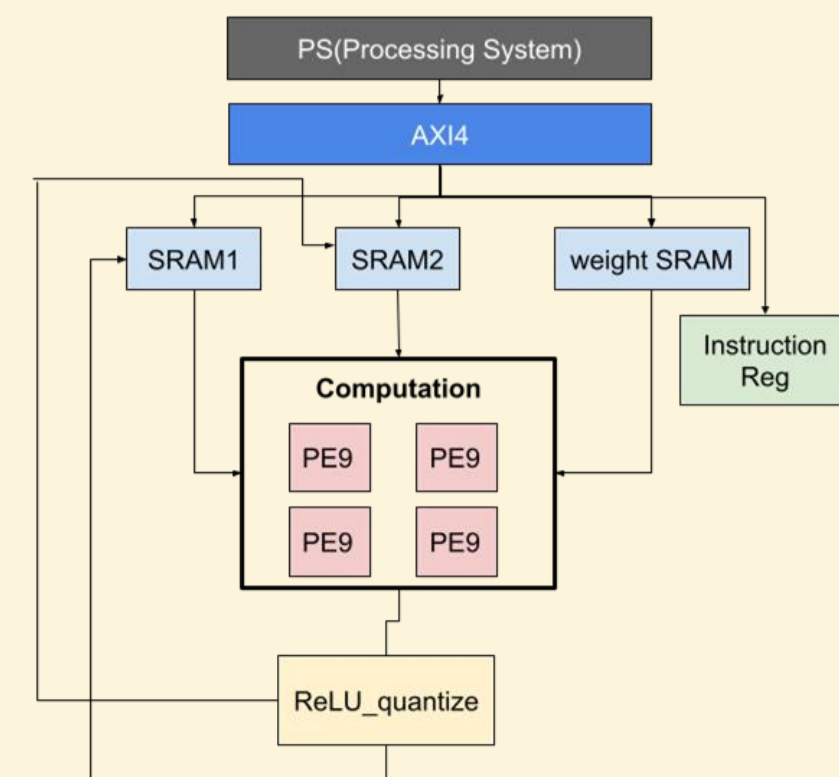 PS(Processing System)
AXI4
SRAM1
SRAM2
weight SRAM
Instruction
Reg
Computation
PE9
PE9
PE9
PE9
ReLU_quantize